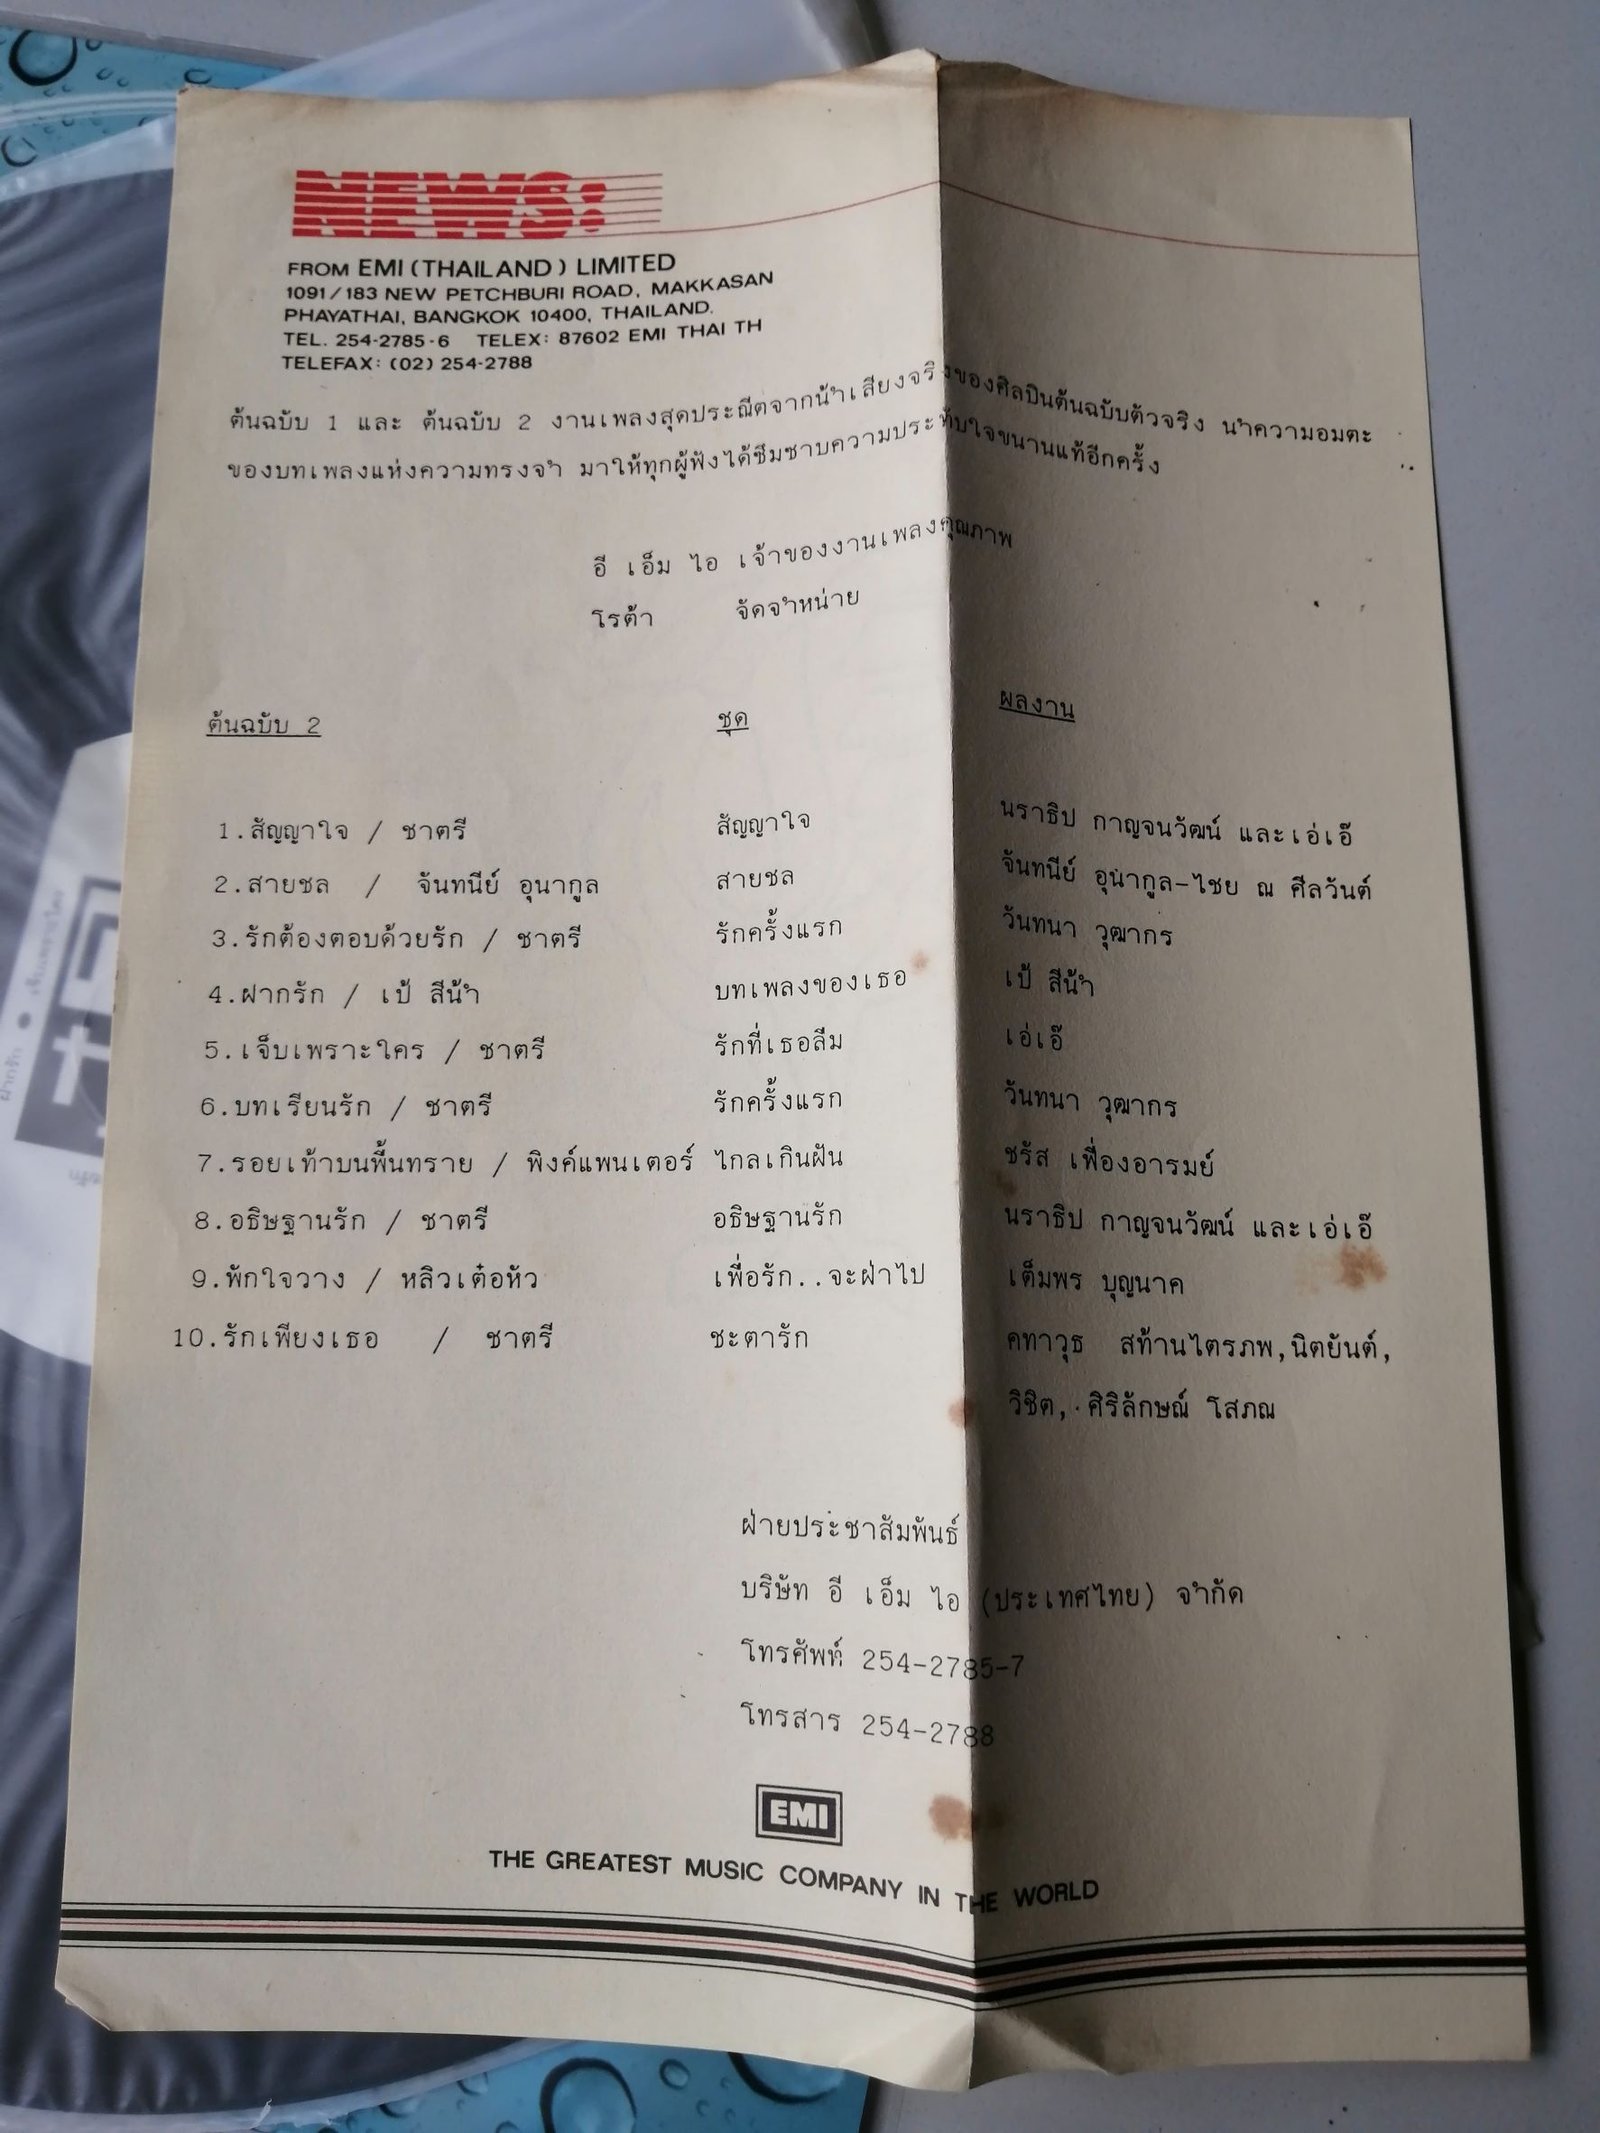 NEWS:
FROM EMI (THAILAND) LIMITED
1091/183 NEW PETCHBURI ROAD, MAKKASAN
PHAYATHAI, BANGKOK 10400, THAILAND.
TEL. 254-2785-6 TELEX: 87602 EMI THAI TH
TELEFAX: (02) 254-2788
ต้นฉบับ 1 และ ต้นฉบับ 2 งานเพลงสุดประณีตจากน้ำเสียงจริงของศิลปินต้นฉบับตัวจริง นำความอมตะ
ของบทเพลงแห่งความทรงจำ มาให้ทุกผู้ฟังได้ซึมซาบความประทับใจขนานแท้อีกครั้ง
อี เอ็ม ไอ เจ้าของงานเพลงคุณภาพ
โรต้า จัดจำหน่าย
ต้นฉบับ 2 ชุด ผลงาน
1.สัญญาใจ / ชาตรี สัญญาใจ นราธิป กาญจนวัฒน์ และเอ่เอ๊
2.สายชล / จันทนีย์ อุนากูล สายชล จันทนีย์ อุนากูล-ไชย ณ ศีลวันต์
3.รักต้องตอบด้วยรัก / ชาตรี รักครั้งแรก วันทนา วุฒากร
4.ฝากรัก / เป้ สีน้ำ บทเพลงของเธอ เป้ สีน้ำ
5.เจ็บเพราะใคร / ชาตรี รักที่เธอลืม เอ่เอ๊
6.บทเรียนรัก / ชาตรี รักครั้งแรก วันทนา วุฒากร
7.รอยเท้าบนพื้นทราย / พิงค์แพนเตอร์ ไกลเกินฝัน ชรัส เฟื่องอารมย์
8.อธิษฐานรัก / ชาตรี อธิษฐานรัก นราธิป กาญจนวัฒน์ และเอ่เอ๊
9.พักใจวาง / หลิวเต๋อหัว เพื่อรัก..จะฝ่าไป เต็มพร บุญนาค
10.รักเพียงเธอ / ชาตรี ชะตารัก คทาวุธ สท้านไตรภพ,นิตยันต์,
วิชิต, ศิริลักษณ์ โสภณ
ฝ่ายประชาสัมพันธ์
บริษัท อี เอ็ม ไอ (ประเทศไทย) จำกัด
โทรศัพท์ 254-2785-7
โทรสาร 254-2788
EMI
THE GREATEST MUSIC COMPANY IN THE WORLD
ฝากรัก